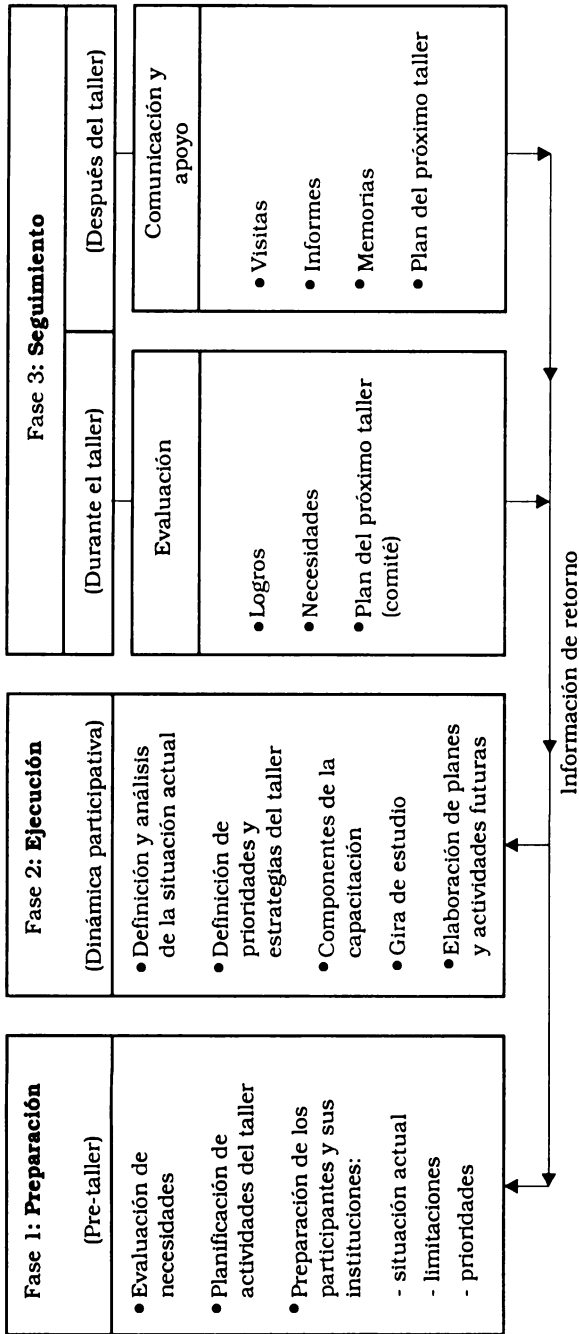 Fase 1: Preparación
(Pre-taller)
• Evaluación de
necesidades
• Planificación de
actividades del taller
• Preparación de los
participantes y sus
instituciones:
- situación actual
- limitaciones
- prioridades
Fase 2: Ejecución
(Dinámica participativa)
• Definición y análisis
de la situación actual
• Definición de
prioridades y
estrategias del taller
• Componentes de la
capacitación
• Gira de estudio
• Elaboración de planes
y actividades futuras
Fase 3: Seguimiento
(Durante el taller)
(Después del taller)
Evaluación
• Logros
• Necesidades
• Plan del próximo taller
(comité)
Comunicación y
apoyo
• Visitas
• Informes
• Memorias
• Plan del próximo taller
Información de retorno